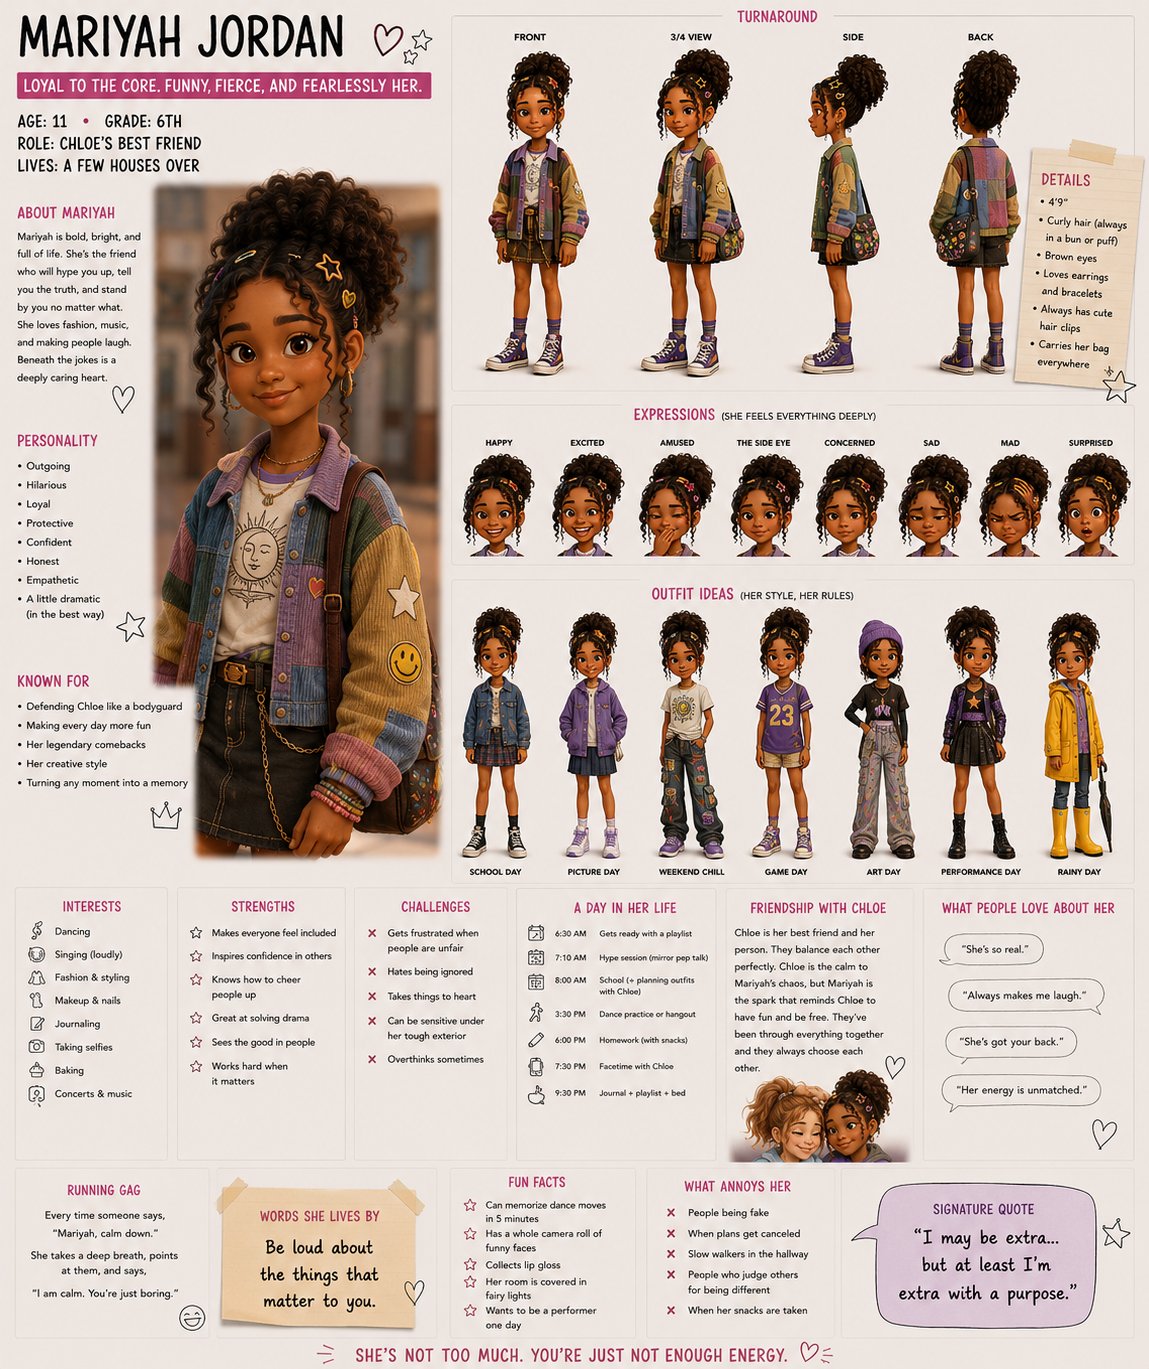 MARIYAH JORDAN
LOYAL TO THE CORE. FUNNY, FIERCE, AND FEARLESSLY HER.
AGE: 11 • GRADE: 6TH
ROLE: CHLOE'S BEST FRIEND
LIVES: A FEW HOUSES OVER
ABOUT MARIYAH
Mariyah is bold, bright, and
full of life. She's the friend
who will hype you up, tell
you the truth, and stand
by you no matter what.
She loves fashion, music,
and making people laugh.
Beneath the jokes is a
deeply caring heart.
PERSONALITY
• Outgoing
• Hilarious
• Loyal
• Protective
• Confident
• Honest
• Empathetic
• A little dramatic
(in the best way)
KNOWN FOR
• Defending Chloe like a bodyguard
• Making every day more fun
• Her legendary comebacks
• Her creative style
• Turning any moment into a memory
TURNAROUND
FRONT
3/4 VIEW
SIDE
BACK
DETAILS
• 4'9"
• Curly hair (always
in a bun or puff)
• Brown eyes
• Loves earrings
and bracelets
• Always has cute
hair clips
• Carries her bag
everywhere
EXPRESSIONS (SHE FEELS EVERYTHING DEEPLY)
HAPPY
EXCITED
AMUSED
THE SIDE EYE
CONCERNED
SAD
MAD
SURPRISED
OUTFIT IDEAS (HER STYLE, HER RULES)
23
SCHOOL DAY
PICTURE DAY
WEEKEND CHILL
GAME DAY
ART DAY
PERFORMANCE DAY
RAINY DAY
INTERESTS
Dancing
Singing (loudly)
Fashion & styling
Makeup & nails
Journaling
Taking selfies
Baking
Concerts & music
STRENGTHS
Makes everyone feel included
Inspires confidence in others
Knows how to cheer
people up
Great at solving drama
Sees the good in people
Works hard when
it matters
CHALLENGES
Gets frustrated when
people are unfair
Hates being ignored
Takes things to heart
Can be sensitive under
her tough exterior
Overthinks sometimes
A DAY IN HER LIFE
6:30 AM Gets ready with a playlist
7:10 AM Hype session (mirror pep talk)
8:00 AM School (+ planning outfits
with Chloe)
3:30 PM Dance practice or hangout
6:00 PM Homework (with snacks)
7:30 PM Facetime with Chloe
9:30 PM Journal + playlist + bed
FRIENDSHIP WITH CHLOE
Chloe is her best friend and her
person. They balance each other
perfectly. Chloe is the calm to
Mariyah's chaos, but Mariyah is
the spark that reminds Chloe to
have fun and be free. They've
been through everything together
and they always choose each
other.
WHAT PEOPLE LOVE ABOUT HER
"She's so real."
"Always makes me laugh."
"She's got your back."
"Her energy is unmatched."
RUNNING GAG
Every time someone says,
"Mariyah, calm down."
She takes a deep breath, points
at them, and says,
"I am calm. You're just boring."
WORDS SHE LIVES BY
Be loud about
the things that
matter to you.
FUN FACTS
Can memorize dance moves
in 5 minutes
Has a whole camera roll of
funny faces
Collects lip gloss
Her room is covered in
fairy lights
Wants to be a performer
one day
WHAT ANNOYS HER
People being fake
When plans get canceled
Slow walkers in the hallway
People who judge others
for being different
When her snacks are taken
SIGNATURE QUOTE
"I may be extra...
but at least I'm
extra with a purpose."
SHE'S NOT TOO MUCH. YOU'RE JUST NOT ENOUGH ENERGY.